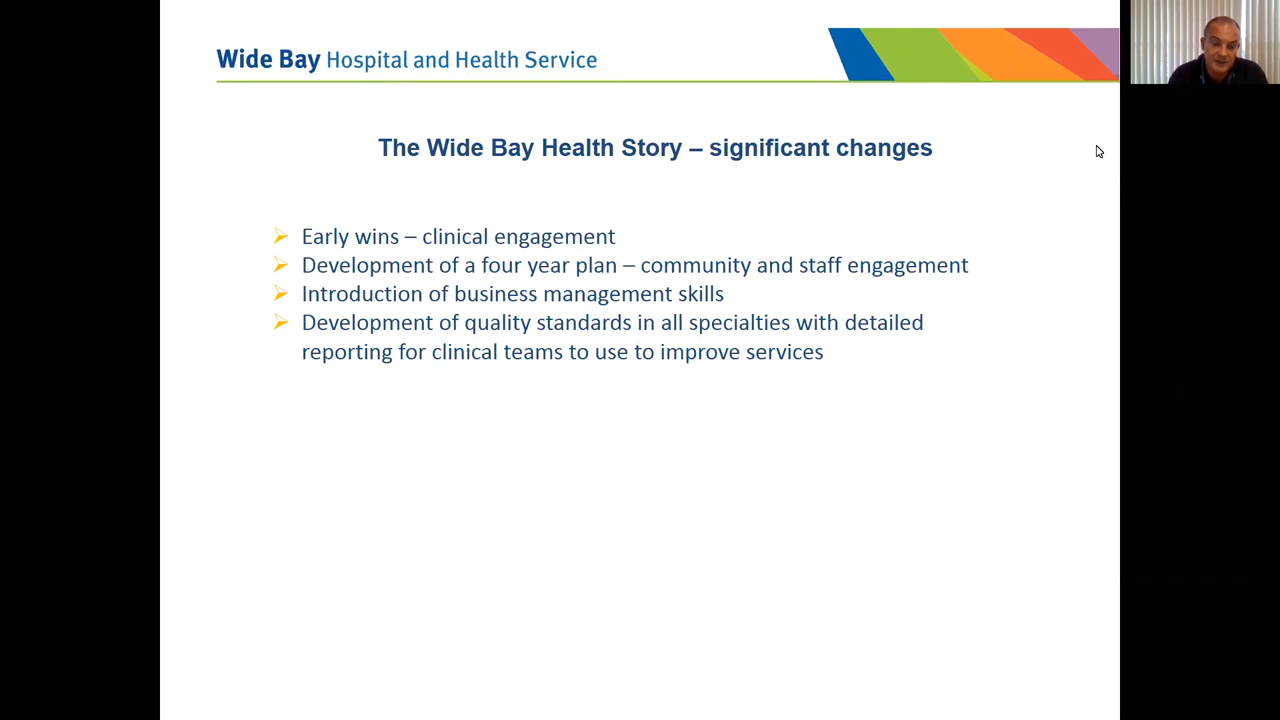 Wide Bay Hospital and Health Service
The Wide Bay Health Story – significant changes
Early wins – clinical engagement
Development of a four year plan – community and staff engagement
Introduction of business management skills
Development of quality standards in all specialties with detailed
reporting for clinical teams to use to improve services